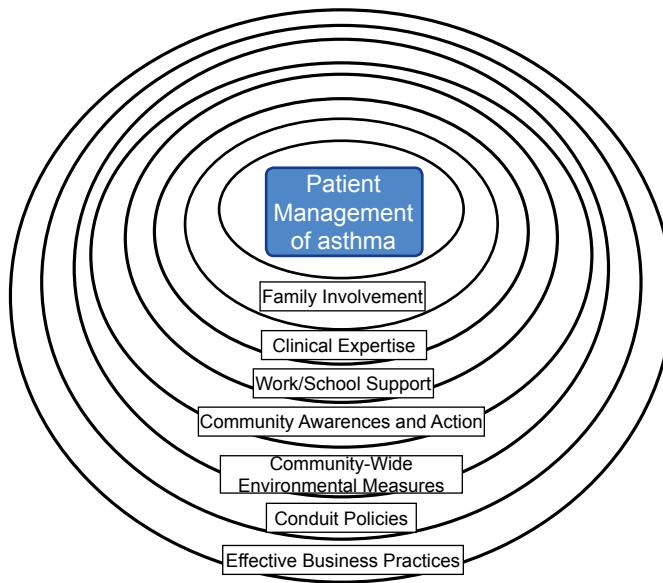 Patient
Management
of asthma
Family Involvement
Clinical Expertise
Work/School Support
Community Awarences and Action
Community-Wide
Environmental Measures
Conduit Policies
Effective Business Practices